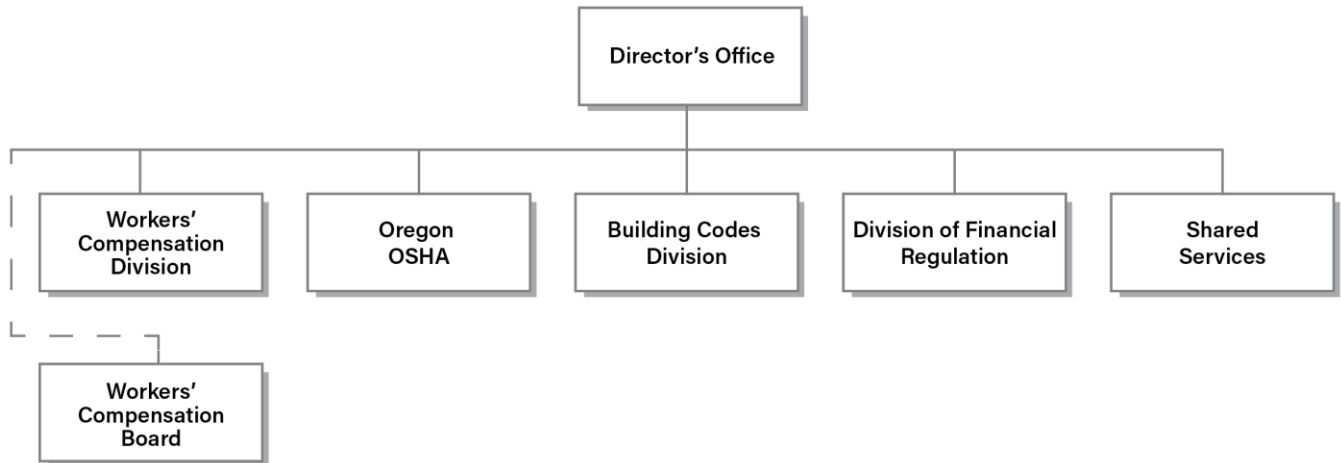 Director’s Office
Workers’
Compensation
Division
Oregon
OSHA
Building Codes
Division
Division of Financial
Regulation
Shared
Services
Workers’
Compensation
Board